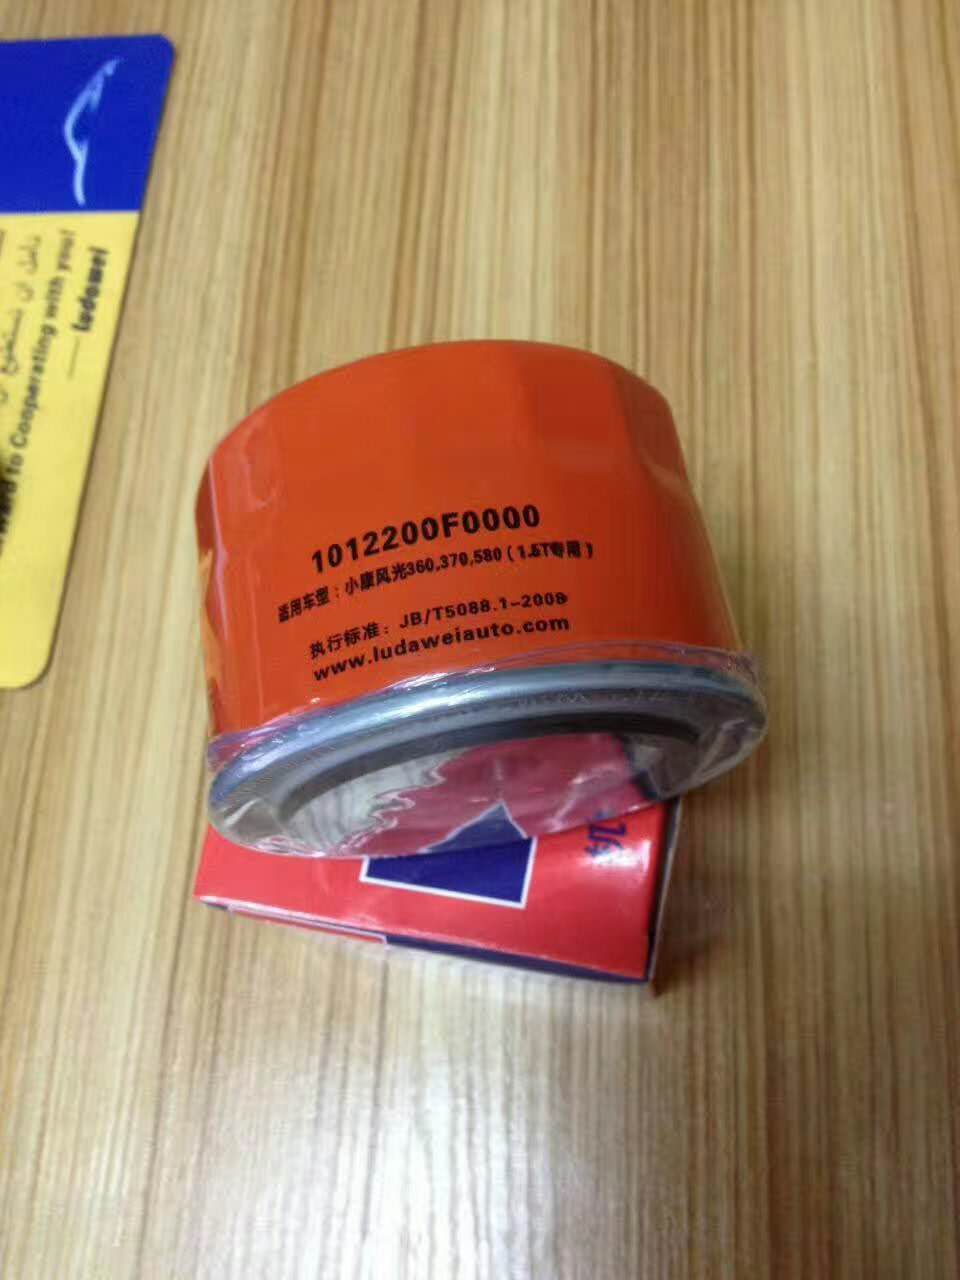 1012200F0000
适用车型：小康风光360,370,580（1.5T专用）
执行标准：JB/T5088.1-2008
www.ludaweiauto.com
to Cooperating with you!
ludawei